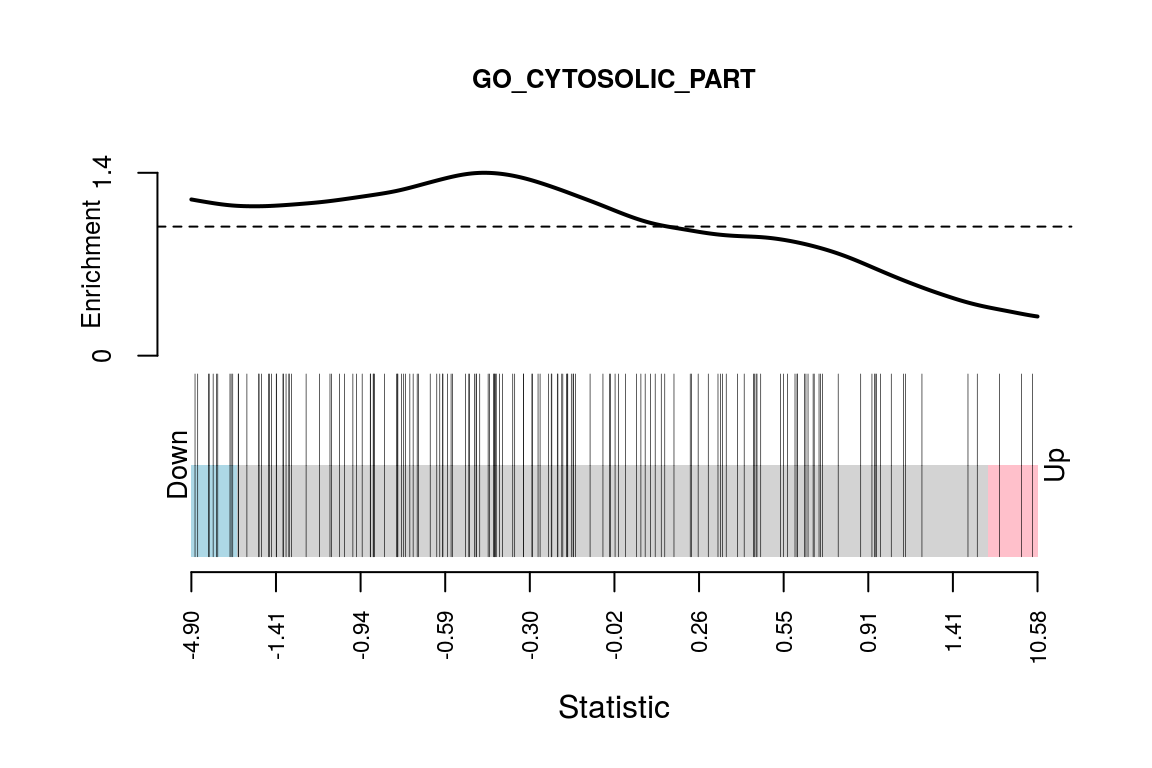 GO_CYTOSOLIC_PART
Enrichment
1.4
0
Down
Up
-4.90
-1.41
-0.94
-0.59
-0.30
-0.02
0.26
0.55
0.91
1.41
10.58
Statistic